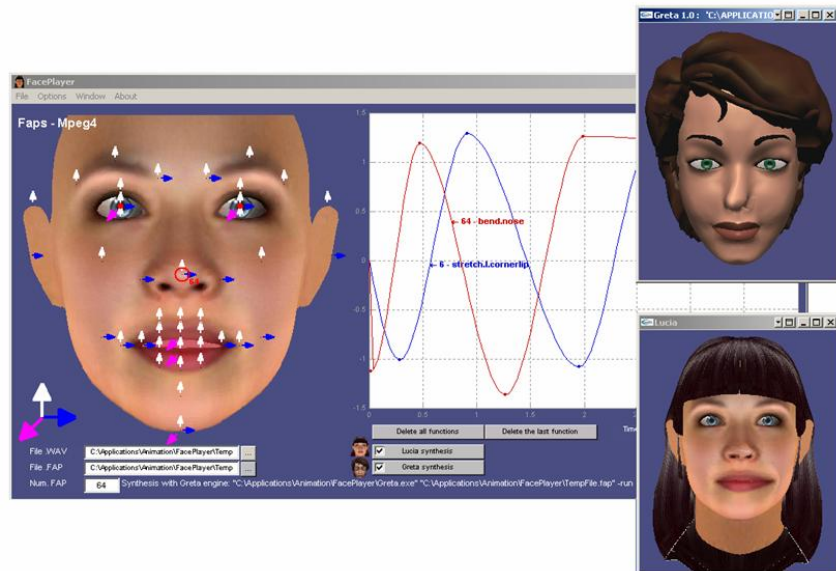 Greta 1.0 : 'C:\APPLICATIO
FacePlayer
File Options Window About
Faps - Mpeg4
1.5
1
0.5
0
-0.5
-1
-1.5
64 - bend.nose
6 - stretch.l.cornerlip
64
0 0.5 1 1.5 2 2.5
Lucia
Delete all functions Delete the last function Time
File .WAV C:\Applications\Animation\FacePlayer\Temp ... Lucia synthesis
File .FAP C:\Applications\Animation\FacePlayer\Temp ... Greta synthesis
Num. FAP 64 Synthesis with Greta engine: "C:\Applications\Animation\FacePlayer\Greta.exe" "C:\Applications\Animation\FacePlayer\TempFile.fap" -run